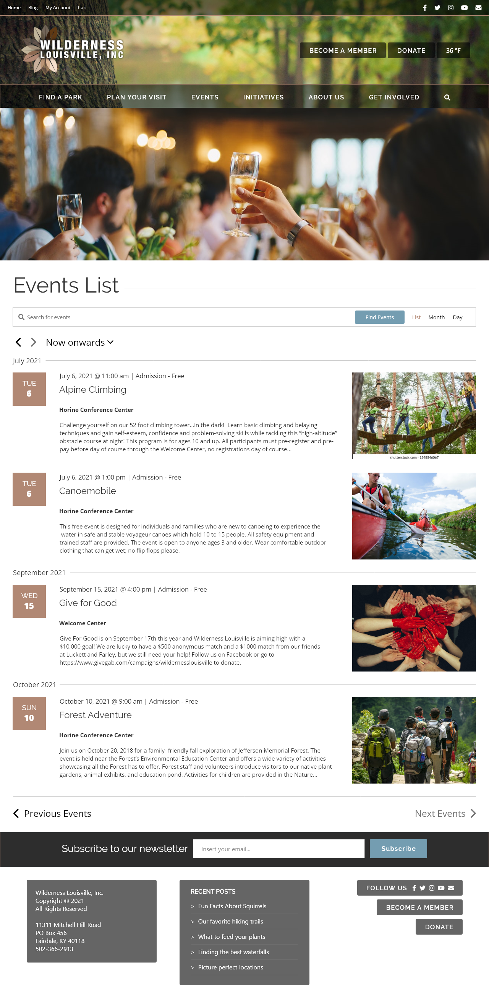 Home Blog My Account Cart
WILDERNESS
LOUISVILLE, INC
BECOME A MEMBER DONATE 36 °F
FIND A PARK PLAN YOUR VISIT EVENTS INITIATIVES ABOUT US GET INVOLVED
Events List
Search for events Find Events List Month Day
Now onwards
July 2021
TUE
6
July 6, 2021 @ 11:00 am | Admission - Free
Alpine Climbing
Horine Conference Center
Challenge yourself on our 52 foot climbing tower...in the dark!  Learn basic climbing and belaying
techniques and gain self-esteem, confidence and problem-solving skills while tackling this “high-altitude”
obstacle course at night! This program is for ages 10 and up. All participants must pre-register and pre-
pay before day of course through the Welcome Center, no registrations day of course...
shutterstock.com • 1248546067
TUE
6
July 6, 2021 @ 1:00 pm | Admission - Free
Canoemobile
Horine Conference Center
This free event is designed for individuals and families who are new to canoeing to experience the
water in safe and stable voyageur canoes which hold 10 to 15 people. All safety equipment and
trained staff are provided. The event is open to anyone ages 3 and older. Wear comfortable outdoor
clothing that can get wet; no flip flops please.
September 2021
WED
15
September 15, 2021 @ 4:00 pm | Admission - Free
Give for Good
Welcome Center
Give For Good is on September 17th this year and Wilderness Louisville is aiming high with a
$10,000 goal! We are lucky to have a $500 anonymous match and a $1000 match from our friends
at Luckett and Farley, but we still need your help! Follow us on Facebook or go to
https://www.givegab.com/campaigns/wildernesslouisville to donate.
October 2021
SUN
10
October 10, 2021 @ 9:00 am | Admission - Free
Forest Adventure
Horine Conference Center
Join us on October 20, 2018 for a family- friendly fall exploration of Jefferson Memorial Forest. The
event is held near the Forest’s Environmental Education Center and offers a wide variety of activities
showcasing all the Forest has to offer. Forest staff and volunteers introduce visitors to our native plant
gardens, animal exhibits, and education pond. Activities for children are provided in the Nature...
Previous Events Next Events
Subscribe to our newsletter Insert your email... Subscribe
Wilderness Louisville, Inc.
Copyright © 2021
All Rights Reserved
11311 Mitchell Hill Road
PO Box 456
Fairdale, KY 40118
502-366-2913
RECENT POSTS
> Fun Facts About Squirrels
> Our favorite hiking trails
> What to feed your plants
> Finding the best waterfalls
> Picture perfect locations
FOLLOW US
BECOME A MEMBER
DONATE